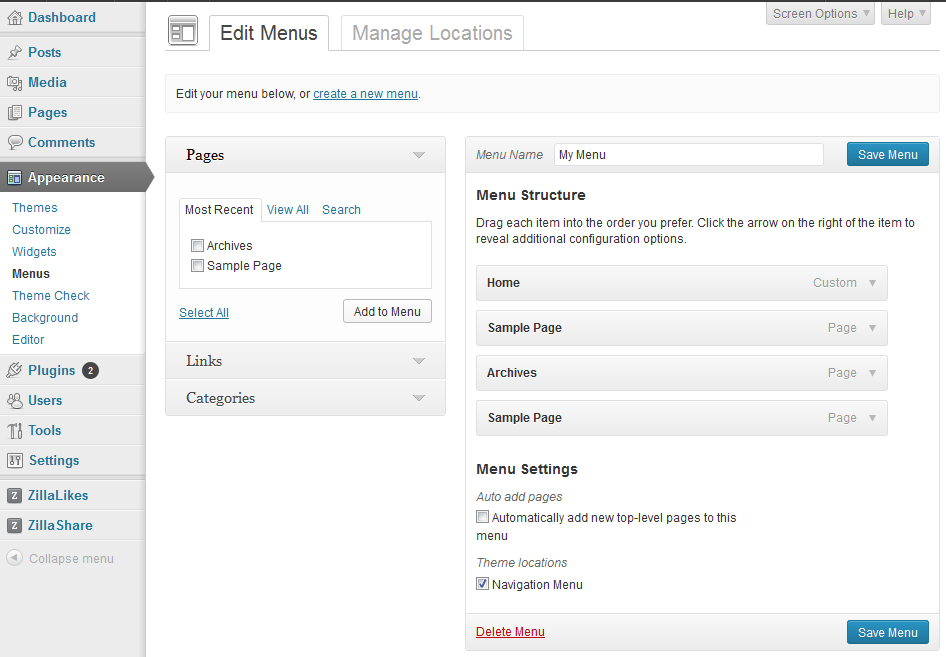 Dashboard
Posts
Media
Pages
Comments
Appearance
Themes
Customize
Widgets
Menus
Theme Check
Background
Editor
Plugins 2
Users
Tools
Settings
Z ZillaLikes
Z ZillaShare
Collapse menu
Screen Options
Help
Edit Menus
Manage Locations
Edit your menu below, or create a new menu.
Pages
Most Recent View All Search
Archives
Sample Page
Select All
Add to Menu
Links
Categories
Menu Name My Menu
Save Menu
Menu Structure
Drag each item into the order you prefer. Click the arrow on the right of the item to
reveal additional configuration options.
Home Custom
Sample Page Page
Archives Page
Sample Page Page
Menu Settings
Auto add pages
Automatically add new top-level pages to this
menu
Theme locations
Navigation Menu
Delete Menu
Save Menu